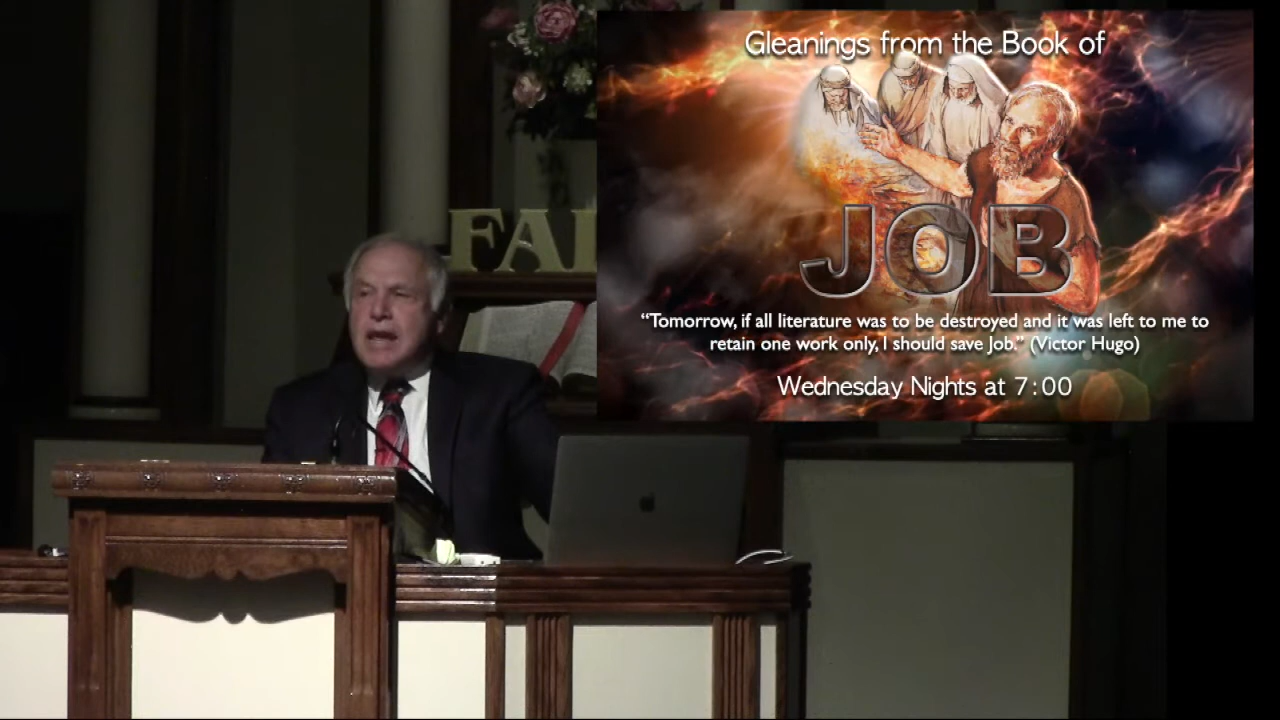 Gleanings from the Book of
JOB
“Tomorrow, if all literature was to be destroyed and it was left to me to
retain one work only, I should save Job.” (Victor Hugo)
Wednesday Nights at 7:00
FAI